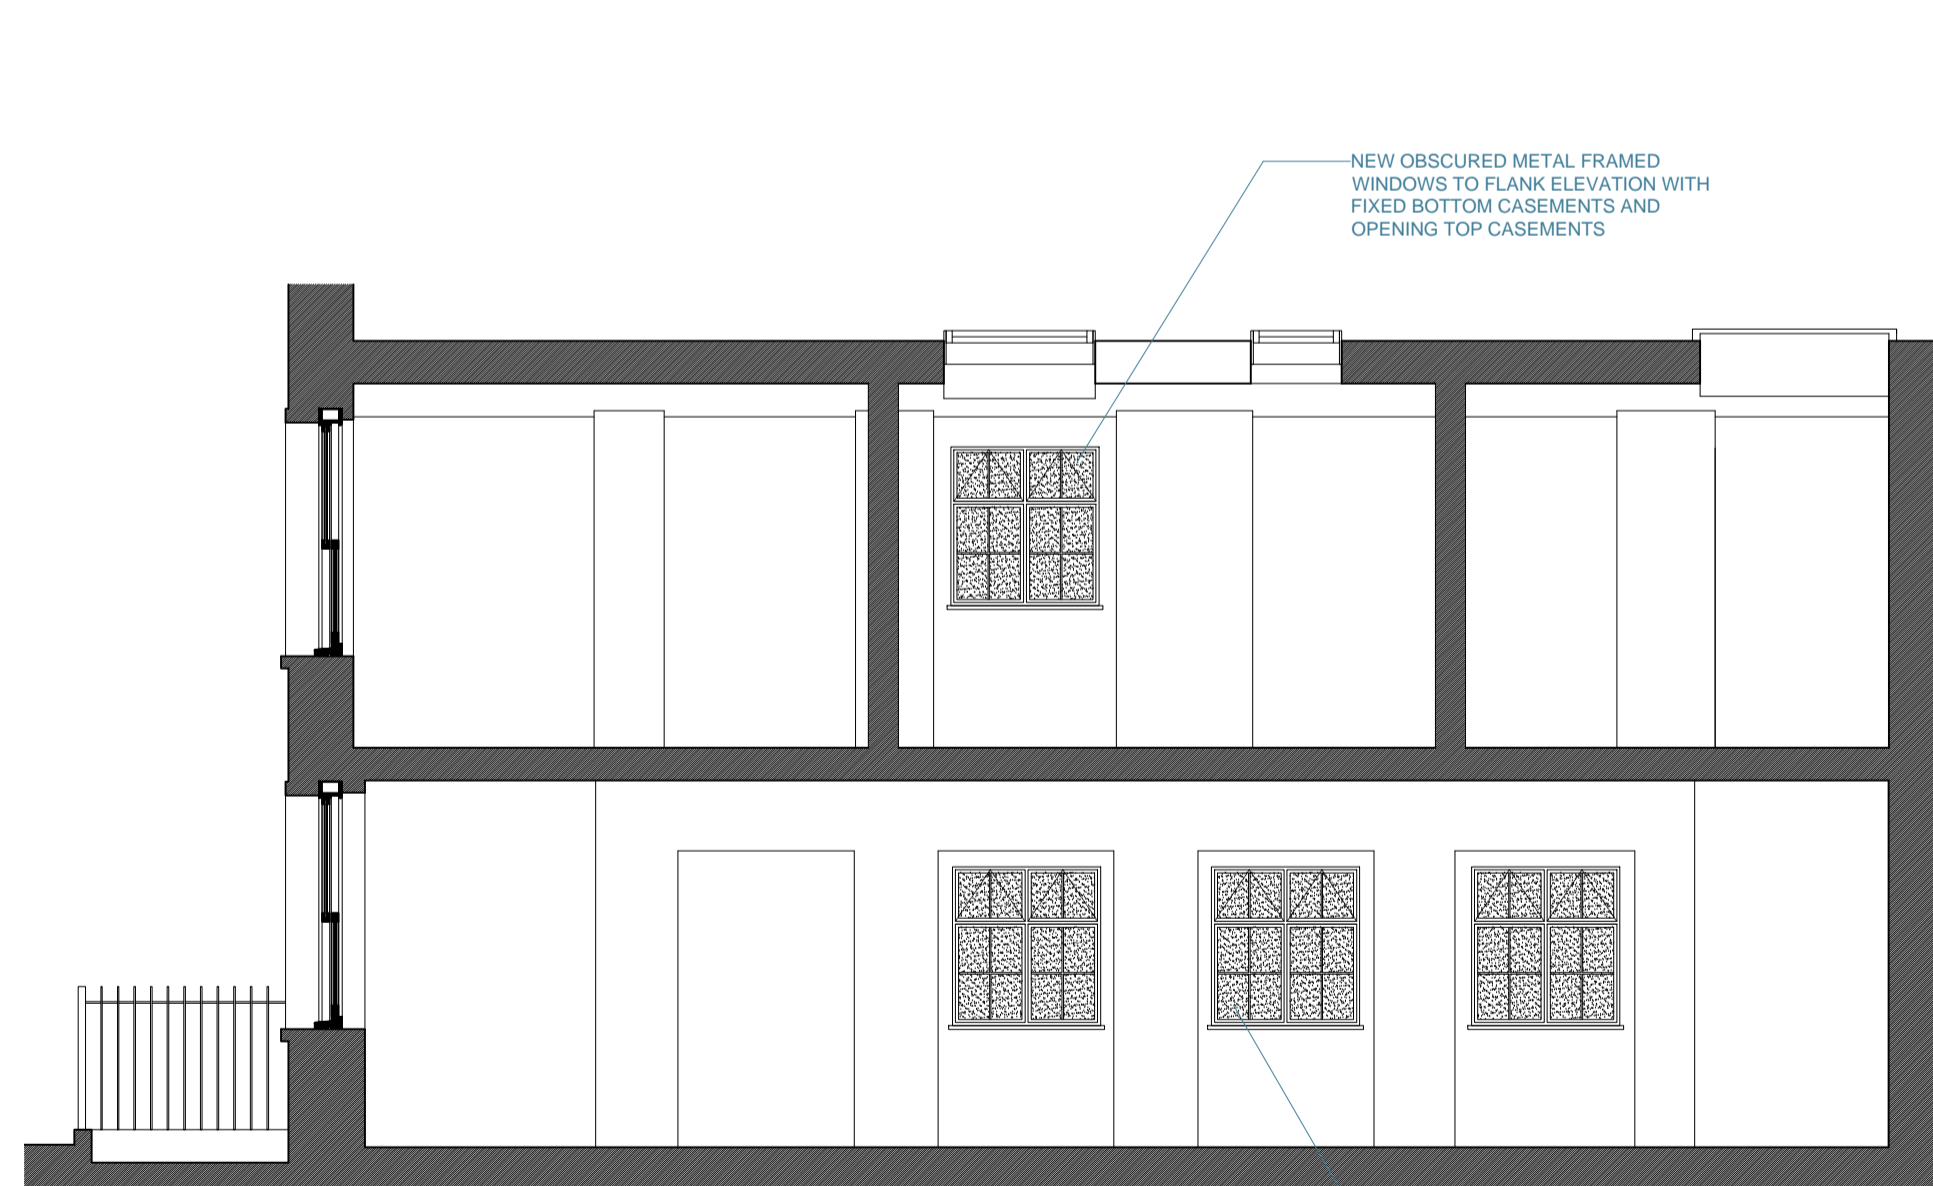 NEW OBSCURED METAL FRAMED
WINDOWS TO FLANK ELEVATION WITH
FIXED BOTTOM CASEMENTS AND
OPENING TOP CASEMENTS